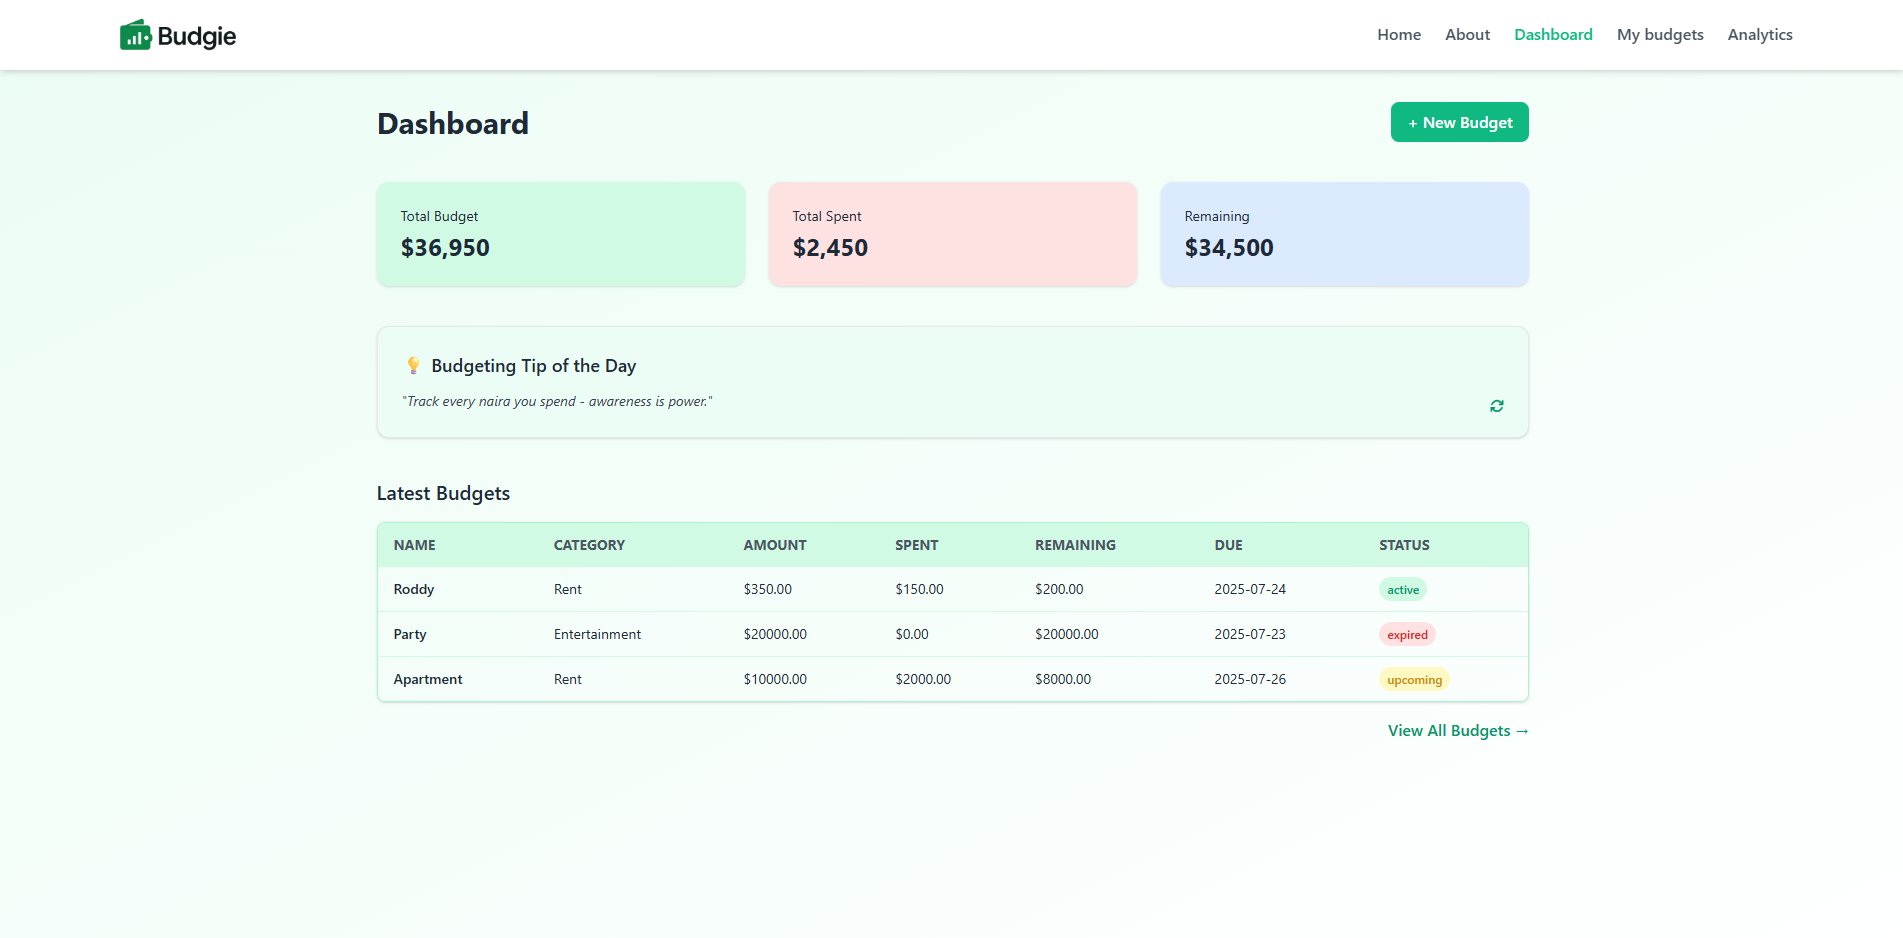 Budgie
Home About Dashboard My budgets Analytics
Dashboard
+ New Budget
Total Budget
$36,950
Total Spent
$2,450
Remaining
$34,500
💡 Budgeting Tip of the Day
"Track every naira you spend - awareness is power."
Latest Budgets
NAME CATEGORY AMOUNT SPENT REMAINING DUE STATUS
Roddy Rent $350.00 $150.00 $200.00 2025-07-24 active
Party Entertainment $20000.00 $0.00 $20000.00 2025-07-23 expired
Apartment Rent $10000.00 $2000.00 $8000.00 2025-07-26 upcoming
View All Budgets →